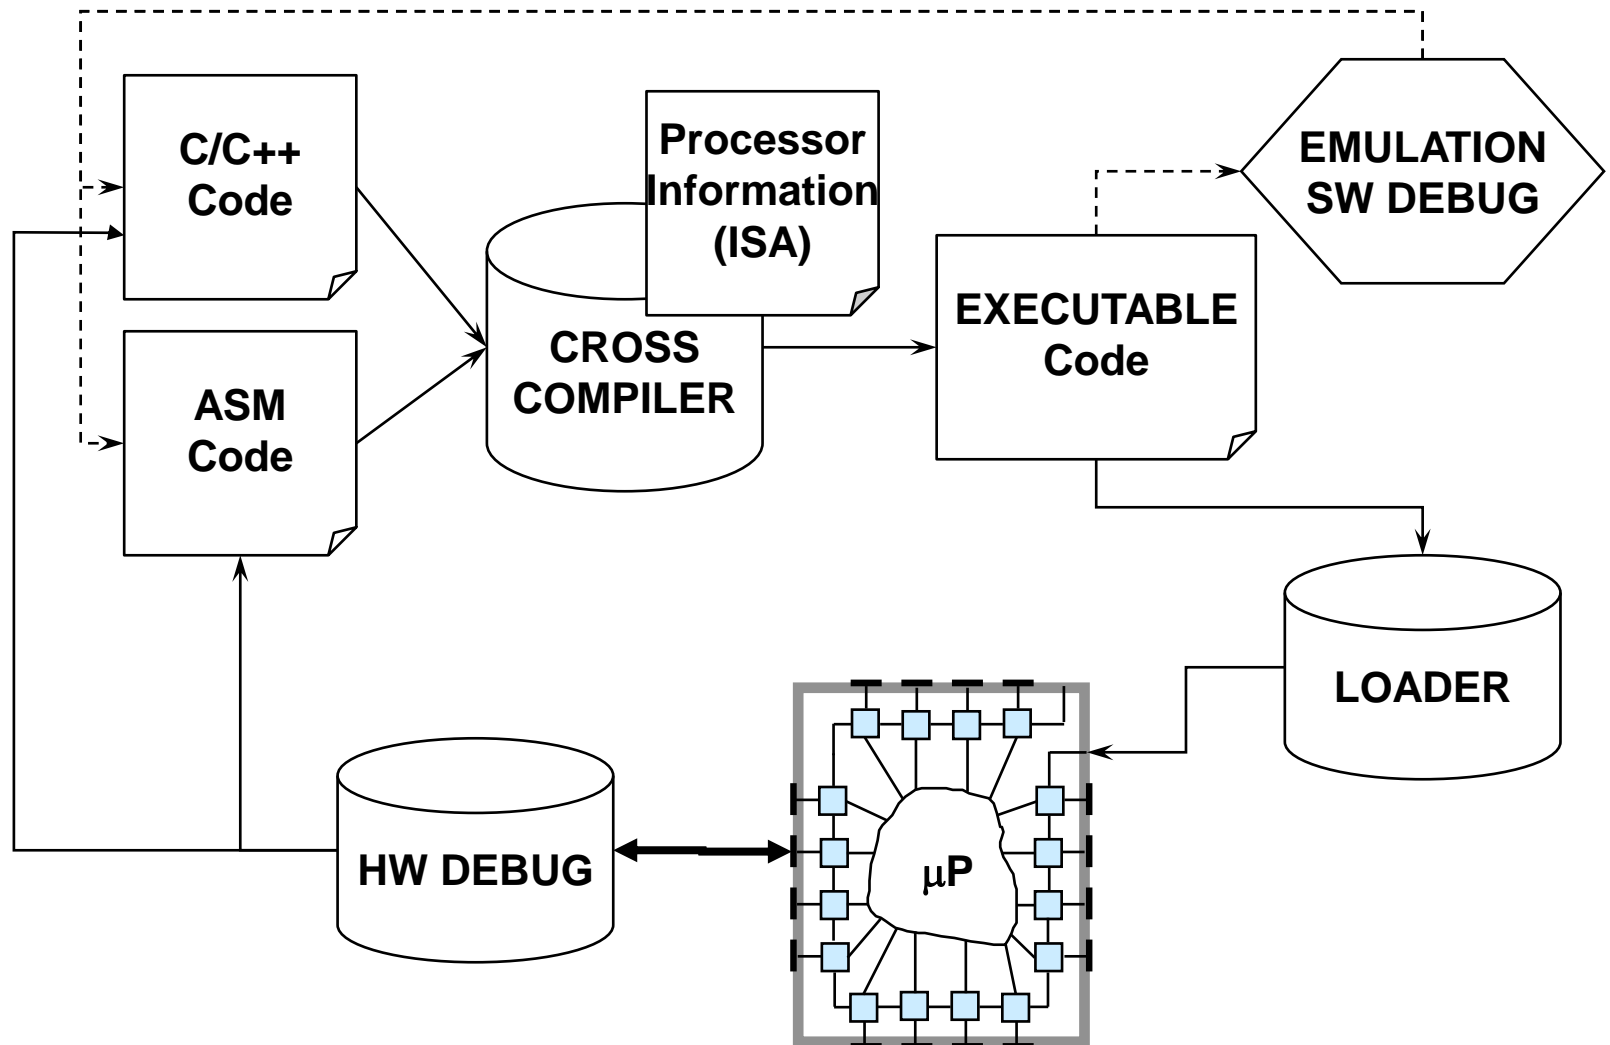 C/C++
Code
Processor
Information
(ISA)
EMULATION
SW DEBUG
EXECUTABLE
Code
CROSS
COMPILER
ASM
Code
LOADER
HW DEBUG
μP